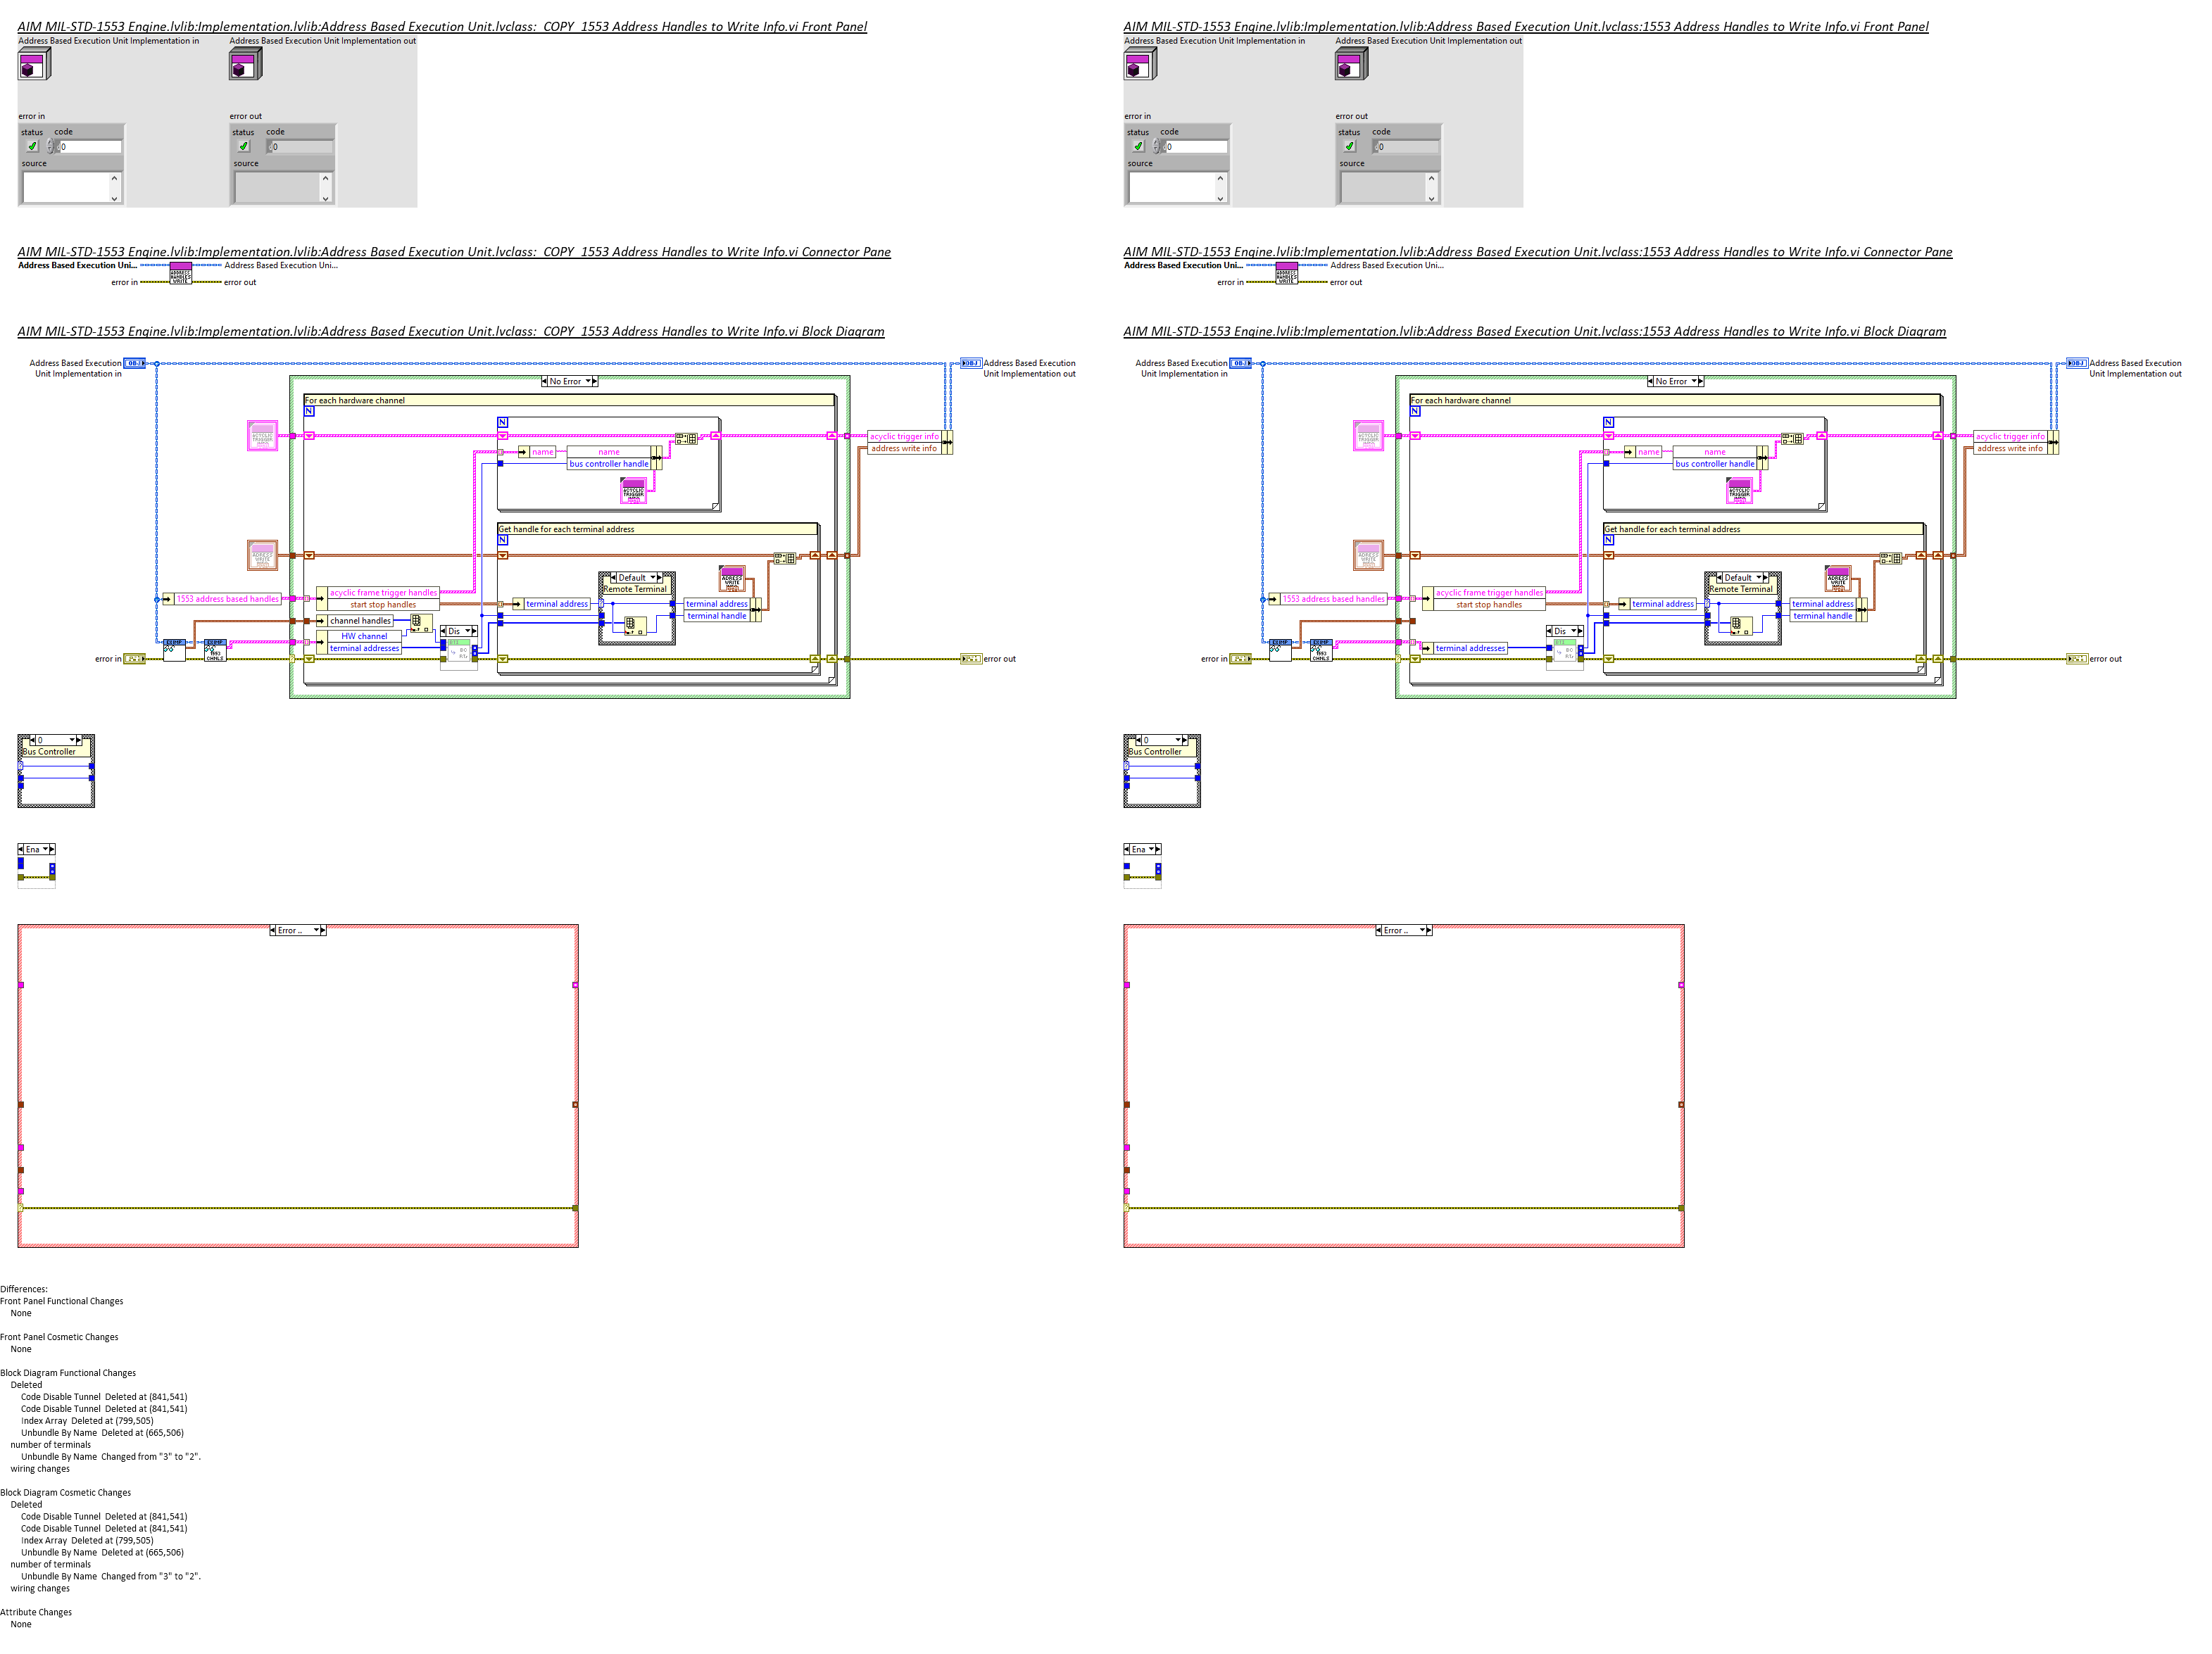 AIM MIL-STD-1553 Engine.lvlib:Implementation.lvlib:Address Based Execution Unit.lvclass:  COPY  1553 Address Handles to Write Info.vi Front Panel
Address Based Execution Unit Implementation in
Address Based Execution Unit Implementation out
error in
error out
status code
status code
0
0
source
source
AIM MIL-STD-1553 Engine.lvlib:Implementation.lvlib:Address Based Execution Unit.lvclass:  COPY  1553 Address Handles to Write Info.vi Connector Pane
Address Based Execution Uni...
Address Based Execution Uni...
error in
error out
AIM MIL-STD-1553 Engine.lvlib:Implementation.lvlib:Address Based Execution Unit.lvclass:  COPY  1553 Address Handles to Write Info.vi Block Diagram
Address Based Execution
Unit Implementation in
OBJ
OBJ
Address Based Execution
Unit Implementation out
No Error
For each hardware channel
N
N
name
name
bus controller handle
acyclic trigger info
address write info
Get handle for each terminal address
N
Default
Remote Terminal
1553 address based handles
acyclic frame trigger handles
start stop handles
terminal address
terminal address
terminal handle
channel handles
HW channel
terminal addresses
Dis
error in
error out
0
Bus Controller
Ena
Error ..
AIM MIL-STD-1553 Engine.lvlib:Implementation.lvlib:Address Based Execution Unit.lvclass:1553 Address Handles to Write Info.vi Front Panel
Address Based Execution Unit Implementation in
Address Based Execution Unit Implementation out
error in
error out
status code
status code
0
0
source
source
AIM MIL-STD-1553 Engine.lvlib:Implementation.lvlib:Address Based Execution Unit.lvclass:1553 Address Handles to Write Info.vi Connector Pane
Address Based Execution Uni...
Address Based Execution Uni...
error in
error out
AIM MIL-STD-1553 Engine.lvlib:Implementation.lvlib:Address Based Execution Unit.lvclass:1553 Address Handles to Write Info.vi Block Diagram
Address Based Execution
Unit Implementation in
OBJ
OBJ
Address Based Execution
Unit Implementation out
No Error
For each hardware channel
N
N
name
name
bus controller handle
acyclic trigger info
address write info
Get handle for each terminal address
N
Default
Remote Terminal
1553 address based handles
acyclic frame trigger handles
start stop handles
terminal address
terminal address
terminal handle
terminal addresses
Dis
error in
error out
0
Bus Controller
Ena
Error ..
Differences:
Front Panel Functional Changes
None
Front Panel Cosmetic Changes
None
Block Diagram Functional Changes
Deleted
Code Disable Tunnel  Deleted at (841,541)
Code Disable Tunnel  Deleted at (841,541)
Index Array  Deleted at (799,505)
Unbundle By Name  Deleted at (665,506)
number of terminals
Unbundle By Name  Changed from "3" to "2".
wiring changes
Block Diagram Cosmetic Changes
Deleted
Code Disable Tunnel  Deleted at (841,541)
Code Disable Tunnel  Deleted at (841,541)
Index Array  Deleted at (799,505)
Unbundle By Name  Deleted at (665,506)
number of terminals
Unbundle By Name  Changed from "3" to "2".
wiring changes
Attribute Changes
None